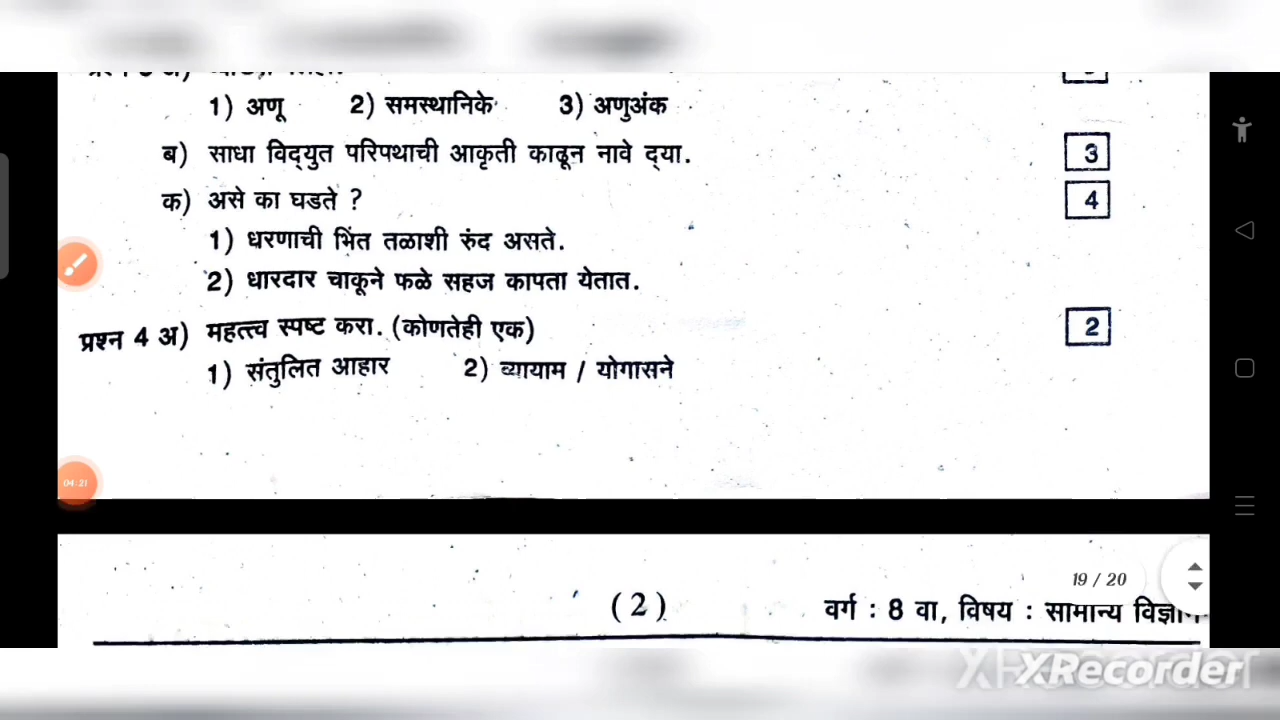 1) अणू 2) समस्थानिके 3) अणुअंक
ब) साधा विद्युत परिपथाची आकृती काढून नावे द्या. 3
क) असे का घडते ? 4
1) धरणाची भिंत तळाशी रुंद असते.
2) धारदार चाकूने फळे सहज कापता येतात.
प्रश्न 4 अ) महत्त्व स्पष्ट करा. (कोणतेही एक) 2
1) संतुलित आहार 2) व्यायाम / योगासने
04:21
19 / 20
(2) वर्ग : 8 वा, विषय : सामान्य विज्ञान
XRecorder